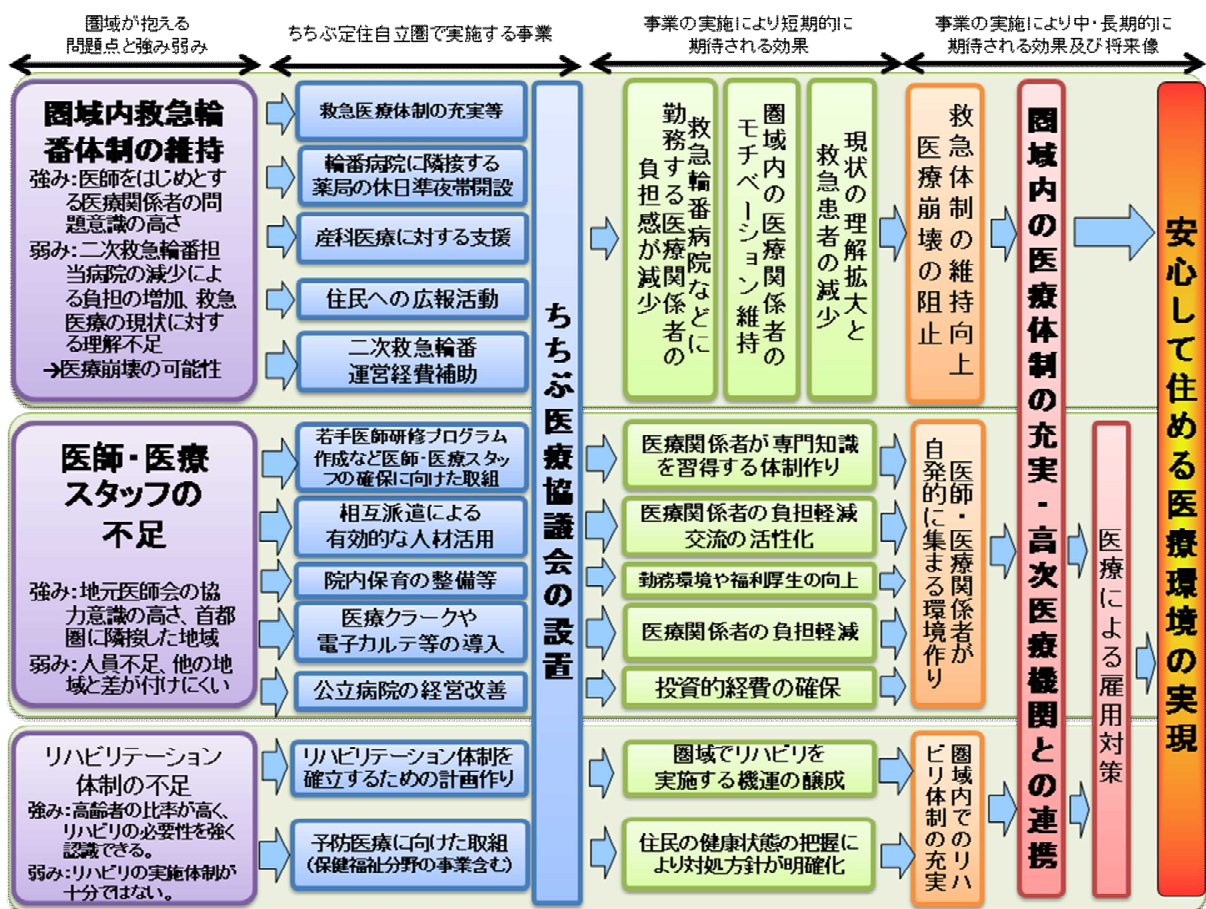 圏域が抱える
問題点と強み弱み
ちちぶ定住自立圏で実施する事業
事業の実施により短期的に
期待される効果
事業の実施により中・長期的に
期待される効果及び将来像
圏域内救急輪
番体制の維持
強み:医師をはじめとす
る医療関係者の問
題意識の高さ
弱み:二次救急輪番担
当病院の減少によ
る負担の増加、救急
医療の現状に対す
る理解不足
→医療崩壊の可能性
救急医療体制の充実等
輪番病院に隣接する
薬局の休日準夜帯開設
産科医療に対する支援
住民への広報活動
二次救急輪番
運営経費補助
救急輪番病院などに
勤務する医療関係者の
負担感が減少
圏域内の医療関係者の
モチベーション維持
現状の理解拡大と
救急患者の減少
救急体制の維持向上
医療崩壊の阻止
医師・医療
スタッフの
不足
強み:地元医師会の協
力意識の高さ、首都
圏に隣接した地域
弱み:人員不足、他の地
域と差が付けにくい
若手医師研修プログラム
作成など医師・医療スタッ
フの確保に向けた取組
相互派遣による
有効的な人材活用
院内保育の整備等
医療クラークや
電子カルテ等の導入
公立病院の経営改善
医療関係者が専門知識
を習得する体制作り
医療関係者の負担軽減
交流の活性化
勤務環境や福利厚生の向上
医療関係者の負担軽減
投資的経費の確保
医師・医療関係者が
自発的に集まる環境作り
リハビリテーション
体制の不足
強み:高齢者の比率が高く、
リハビリの必要性を強く
認識できる。
弱み:リハビリの実施体制が
十分ではない。
リハビリテーション体制を
確立するための計画作り
予防医療に向けた取組
(保健福祉分野の事業含む)
圏域でリハビリを
実施する機運の醸成
住民の健康状態の把握に
より対処方針が明確化
圏域内でのリハ
ビリ体制の充実
ちちぶ医療協議会の設置
圏域内の医療体制の充実・高次医療機関との連携
医療による雇用対策
安心して住める医療環境の実現